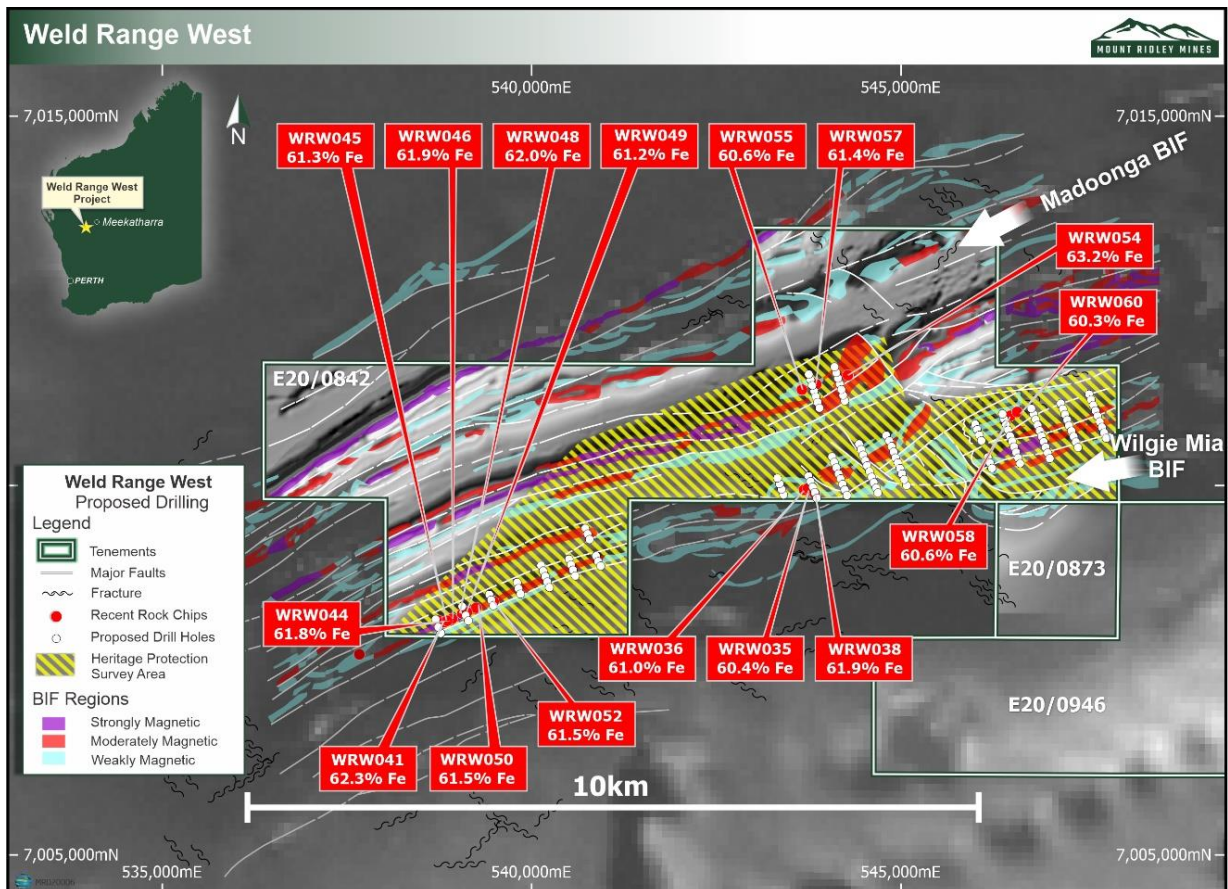 Weld Range West
MOUNT RIDLEY MINES
540,000mE
545,000mE
7,015,000mN
7,015,000mN
N
WRW045
61.3% Fe
WRW046
61.9% Fe
WRW048
62.0% Fe
WRW049
61.2% Fe
WRW055
60.6% Fe
WRW057
61.4% Fe
Madoonga BIF
Weld Range West
Project
Meekatharra
PERTH
WRW054
63.2% Fe
WRW060
60.3% Fe
E20/0842
Wilgie Mia
BIF
Weld Range West
Proposed Drilling
Legend
Tenements
Major Faults
Fracture
Recent Rock Chips
Proposed Drill Holes
Heritage Protection
Survey Area
BIF Regions
Strongly Magnetic
Moderately Magnetic
Weakly Magnetic
WRW058
60.6% Fe
E20/0873
WRW044
61.8% Fe
WRW036
61.0% Fe
WRW035
60.4% Fe
WRW038
61.9% Fe
E20/0946
WRW052
61.5% Fe
WRW041
62.3% Fe
WRW050
61.5% Fe
10km
7,005,000mN
7,005,000mN
535,000mE
540,000mE
545,000mE